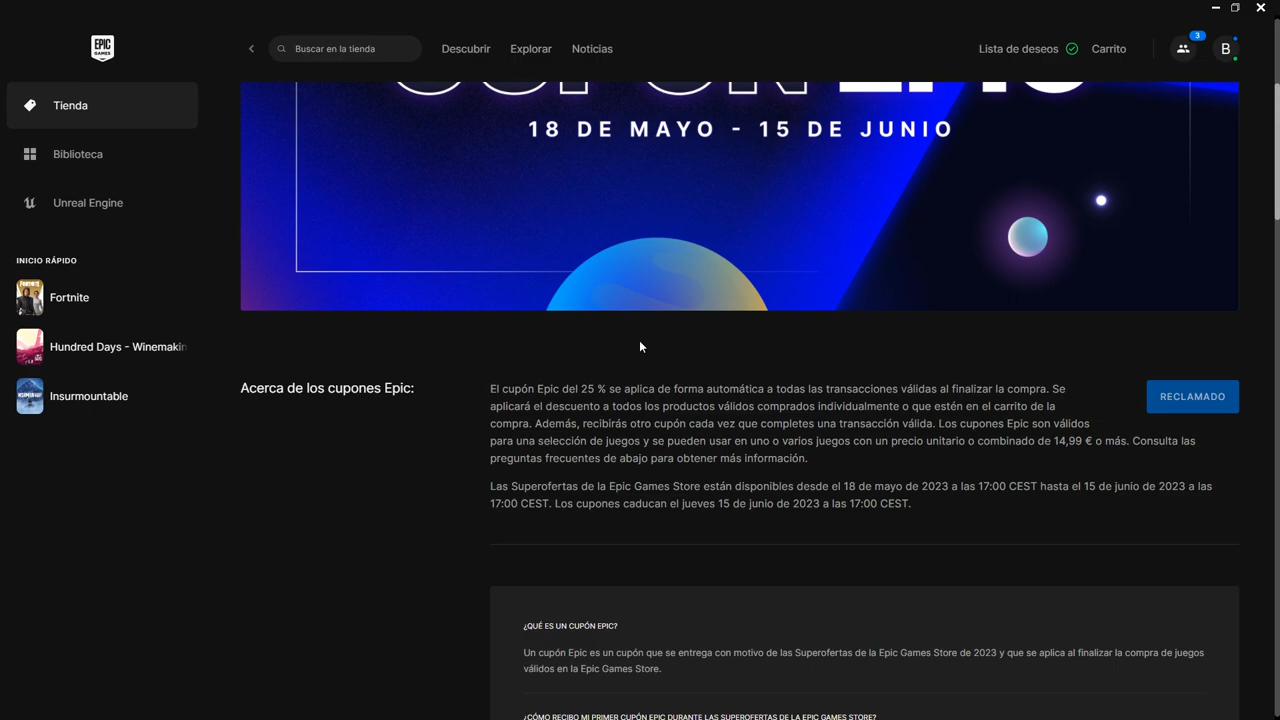 EPIC
GAMES
Buscar en la tienda
Descubrir
Explorar
Noticias
Lista de deseos
Carrito
3
B
Tienda
Biblioteca
Unreal Engine
INICIO RÁPIDO
Fortnite
Hundred Days - Winemakin
Insurmountable
CUPÓN EPIC
18 DE MAYO - 15 DE JUNIO
Acerca de los cupones Epic:
El cupón Epic del 25 % se aplica de forma automática a todas las transacciones válidas al finalizar la compra. Se
aplicará el descuento a todos los productos válidos comprados individualmente o que estén en el carrito de la
compra. Además, recibirás otro cupón cada vez que completes una transacción válida. Los cupones Epic son válidos
para una selección de juegos y se pueden usar en uno o varios juegos con un precio unitario o combinado de 14,99 € o más. Consulta las
preguntas frecuentes de abajo para obtener más información.
RECLAMADO
Las Superofertas de la Epic Games Store están disponibles desde el 18 de mayo de 2023 a las 17:00 CEST hasta el 15 de junio de 2023 a las
17:00 CEST. Los cupones caducan el jueves 15 de junio de 2023 a las 17:00 CEST.
¿QUÉ ES UN CUPÓN EPIC?
Un cupón Epic es un cupón que se entrega con motivo de las Superofertas de la Epic Games Store de 2023 y que se aplica al finalizar la compra de juegos
válidos en la Epic Games Store.
¿CÓMO RECIBO MI PRIMER CUPÓN EPIC DURANTE LAS SUPEROFERTAS DE LA EPIC GAMES STORE?